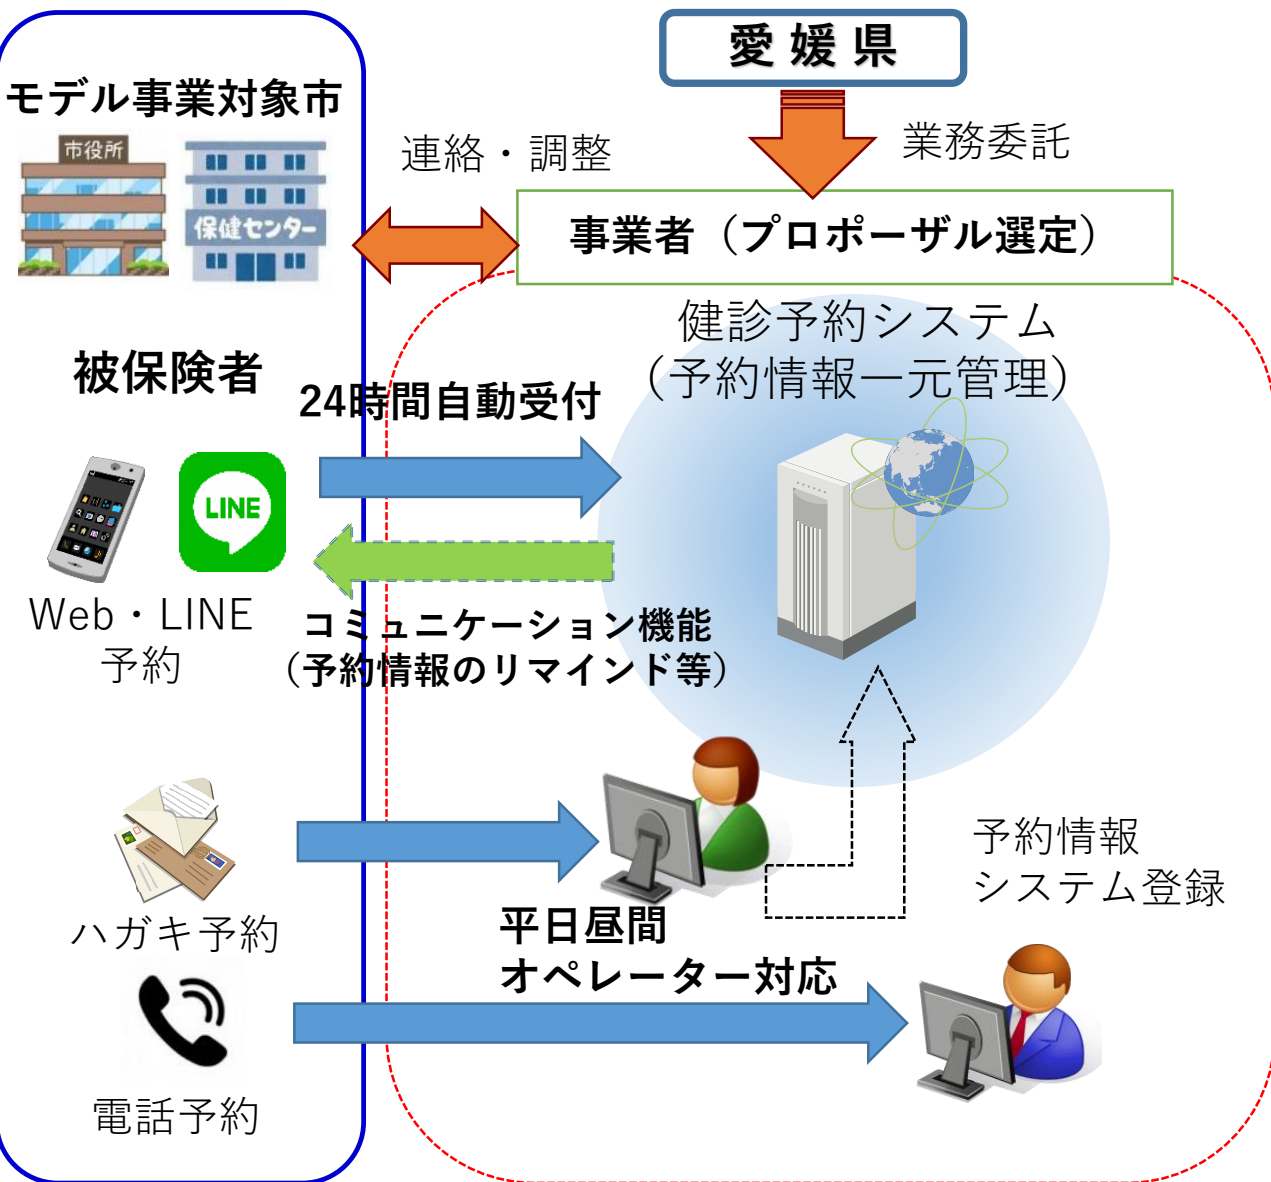 愛媛県
モデル事業対象市
市役所
保健センター
連絡・調整
業務委託
事業者（プロポーザル選定）
健診予約システム
（予約情報一元管理）
被保険者
24時間自動受付
LINE
Web・LINE
予約
コミュニケーション機能
（予約情報のリマインド等）
ハガキ予約
平日昼間
オペレーター対応
予約情報
システム登録
電話予約